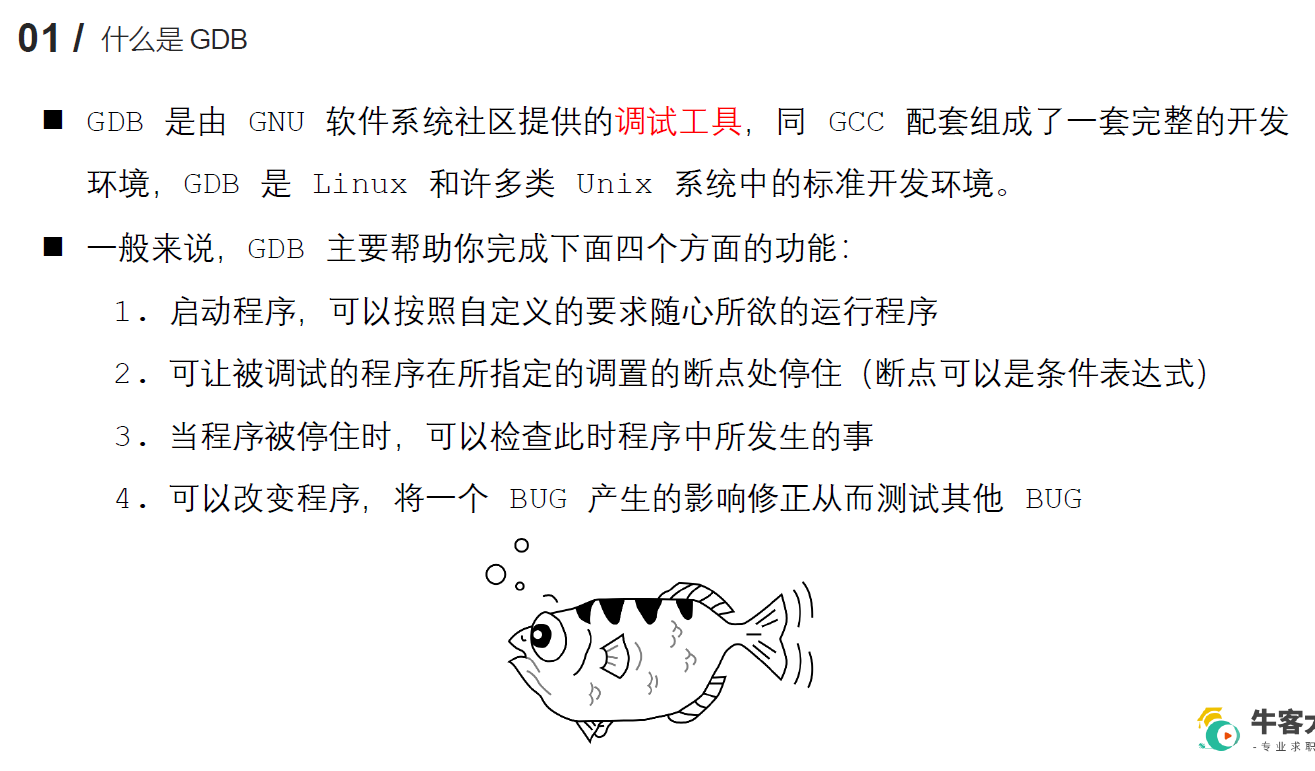 01 / 什么是 GDB
■ GDB 是由 GNU 软件系统社区提供的调试工具，同 GCC 配套组成了一套完整的开发
环境，GDB 是 Linux 和许多类 Unix 系统中的标准开发环境。
■ 一般来说，GDB 主要帮助你完成下面四个方面的功能：
1. 启动程序，可以按照自定义的要求随心所欲的运行程序
2. 可让被调试的程序在所指定的调置的断点处停住（断点可以是条件表达式）
3. 当程序被停住时，可以检查此时程序中所发生的事
4. 可以改变程序，将一个 BUG 产生的影响修正从而测试其他 BUG
牛客
-专业求职